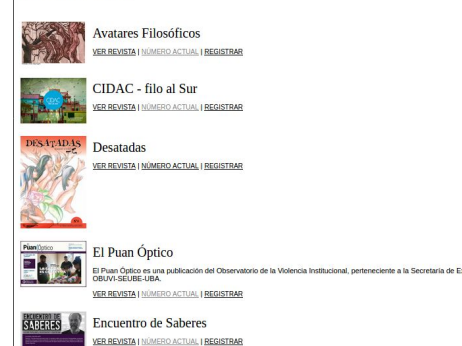 Avatares Filosóficos
VER REVISTA | NÚMERO ACTUAL | REGISTRAR
CIDAC - filo al Sur
VER REVISTA | NÚMERO ACTUAL | REGISTRAR
DESATADAS
Desatadas
VER REVISTA | NÚMERO ACTUAL | REGISTRAR
Púan Óptico
El Puan Óptico
El Puan Óptico es una publicación del Observatorio de la Violencia Institucional, perteneciente a la Secretaría de E
OBUVI-SEUBE-UBA.
VER REVISTA | NÚMERO ACTUAL | REGISTRAR
ENCUENTRO DE
SABERES
Encuentro de Saberes
VER REVISTA | NÚMERO ACTUAL | REGISTRAR